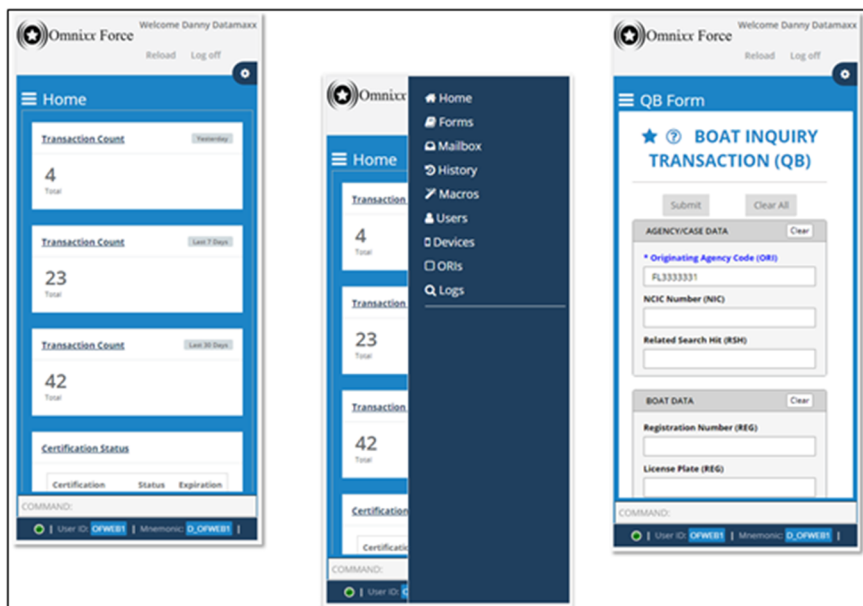 Omnixx Force
Welcome Danny Datamaxx
Reload Log off
Home
Transaction Count Yesterday
4
Total
Transaction Count Last 7 Days
23
Total
Transaction Count Last 30 Days
42
Total
Certification Status
Certification Status Expiration
COMMAND:
| User ID: OFWEB1 | Mnemonic: D_OFWEB1 |
Omnixx
Home
Transaction
4
Total
Transaction
23
Total
Transaction
42
Total
Certification
Certificati
COMMAND:
| User ID:
Home
Forms
Mailbox
History
Macros
Users
Devices
ORIs
Logs
Omnixx Force
Welcome Danny Datamaxx
Reload Log off
QB Form
BOAT INQUIRY
TRANSACTION (QB)
Submit Clear All
AGENCY/CASE DATA Clear
* Originating Agency Code (ORI)
FL3333331
NCIC Number (NIC)
Related Search Hit (RSH)
BOAT DATA Clear
Registration Number (REG)
License Plate (REG)
COMMAND:
| User ID: OFWEB1 | Mnemonic: D_OFWEB1 |